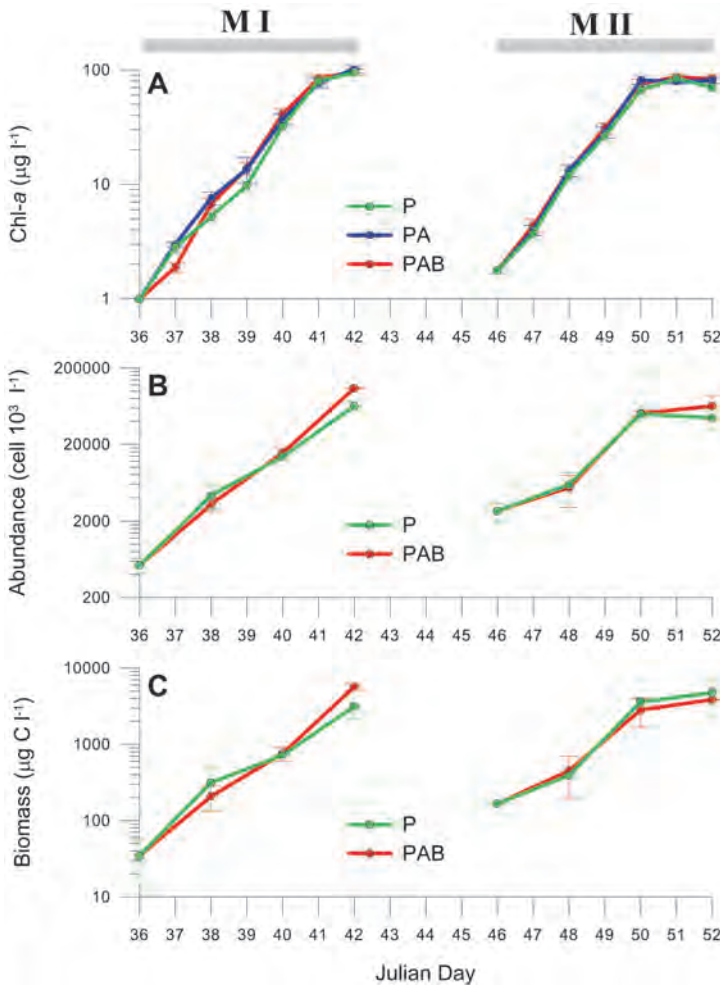 M I M II
A
Chl-a (µg l-1)
100
10
1
P
PA
PAB
36 37 38 39 40 41 42 43 44 45 46 47 48 49 50 51 52
B
Abundance (cell 10³ l-1)
200000
20000
2000
200
P
PAB
36 37 38 39 40 41 42 43 44 45 46 47 48 49 50 51 52
C
Biomass (µg C l-1)
10000
1000
100
10
P
PAB
36 37 38 39 40 41 42 43 44 45 46 47 48 49 50 51 52
Julian Day